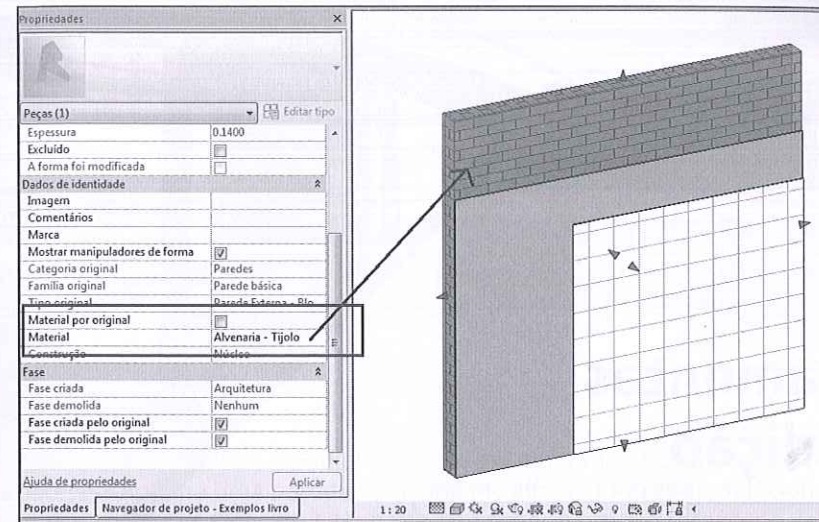 Propriedades
Peças (1)
Editar tipo
Espessura 0.1400
Excluído
A forma foi modificada
Dados de identidade
Imagem
Comentários
Marca
Mostrar manipuladores de forma
Categoria original Paredes
Família original Parede básica
Tipo original Parede Externa - Blo
Material por original
Material Alvenaria - Tijolo
Construção Núcleo
Fase
Fase criada Arquitetura
Fase demolida Nenhum
Fase criada pelo original
Fase demolida pelo original
Ajuda de propriedades Aplicar
Propriedades Navegador de projeto - Exemplos livro
1 : 20